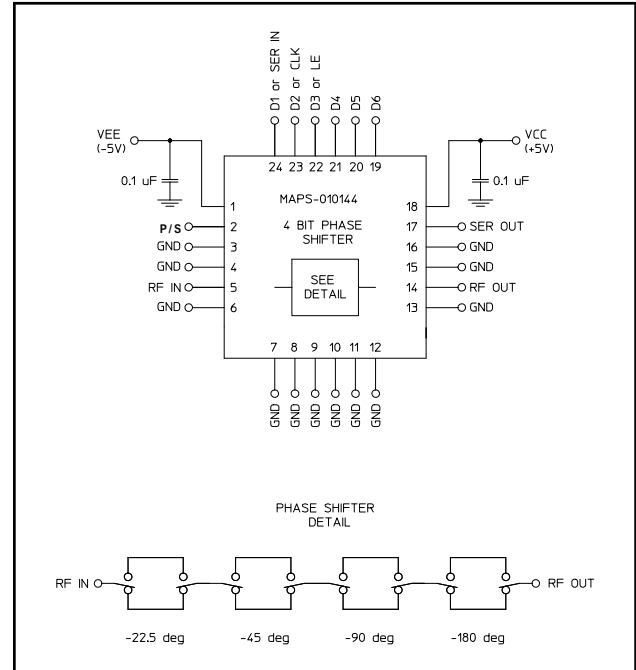 D1 or SER IN
D2 or CLK
D3 or LE
D4
D5
D6
VEE
(-5V)
VCC
(+5V)
0.1 uF
0.1 uF
24 23 22 21 20 19
MAPS-010144
4 BIT PHASE
SHIFTER
SEE
DETAIL
1
P/S 2
GND 3
GND 4
RF IN 5
GND 6
18
17 SER OUT
16 GND
15 GND
14 RF OUT
13 GND
7 8 9 10 11 12
GND GND GND GND GND GND
PHASE SHIFTER
DETAIL
RF IN RF OUT
-22.5 deg -45 deg -90 deg -180 deg